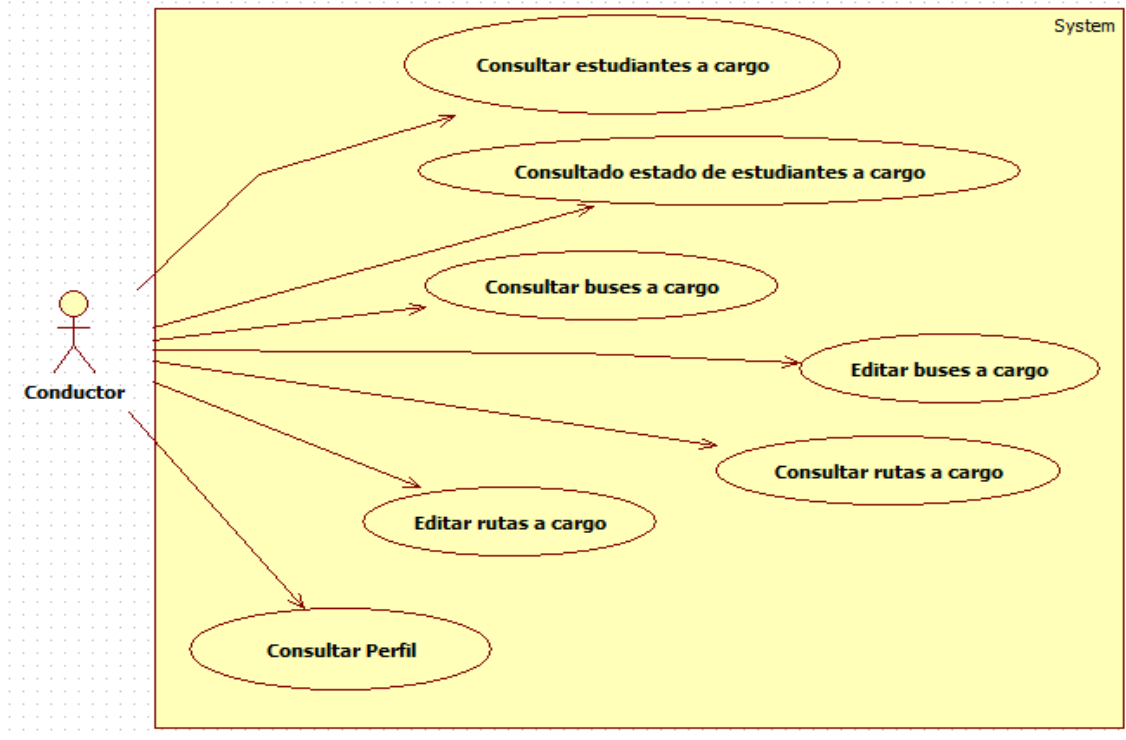 System
Consultar estudiantes a cargo
Consultado estado de estudiantes a cargo
Consultar buses a cargo
Editar buses a cargo
Conductor
Consultar rutas a cargo
Editar rutas a cargo
Consultar Perfil